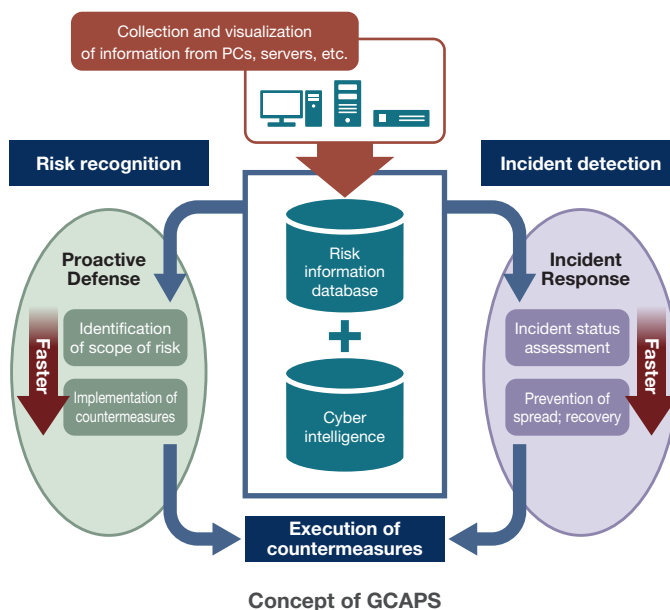 Collection and visualization
of information from PCs, servers, etc.
Risk recognition
Incident detection
Proactive
Defense
Identification
of scope of risk
Implementation of
countermeasures
Faster
Risk
information
database
+
Cyber
intelligence
Incident
Response
Incident status
assessment
Prevention of
spread; recovery
Faster
Execution of
countermeasures
Concept of GCAPS